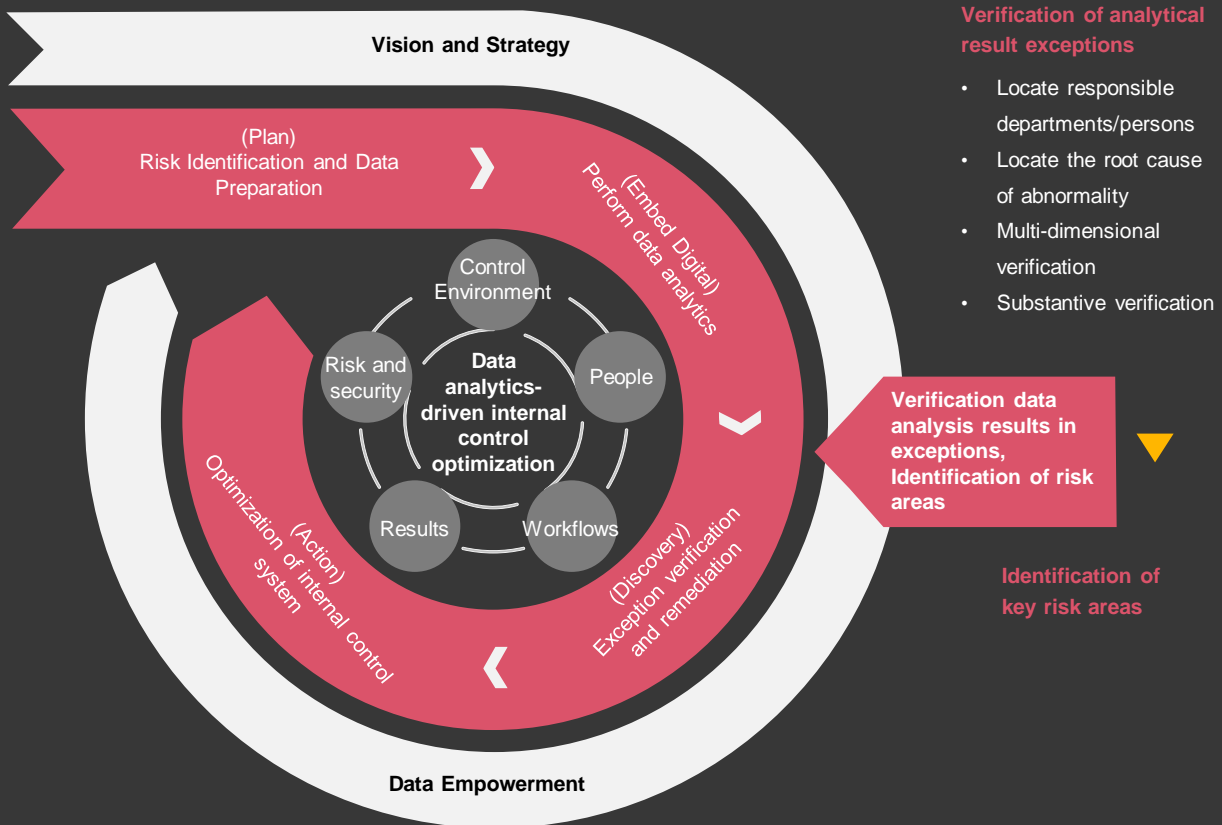 Vision and Strategy
(Plan)
Risk Identification and Data
Preparation
(Embed Digital)
Perform data analytics
(Discovery)
Exception verification
and remediation
(Action)
Optimization of internal control
system
Control
Environment
People
Workflows
Results
Risk and
security
Data
analytics-
driven internal
control
optimization
Data Empowerment
Verification of analytical
result exceptions
• Locate responsible
departments/persons
• Locate the root cause
of abnormality
• Multi-dimensional
verification
• Substantive verification
Verification data
analysis results in
exceptions,
Identification of risk
areas
Identification of
key risk areas